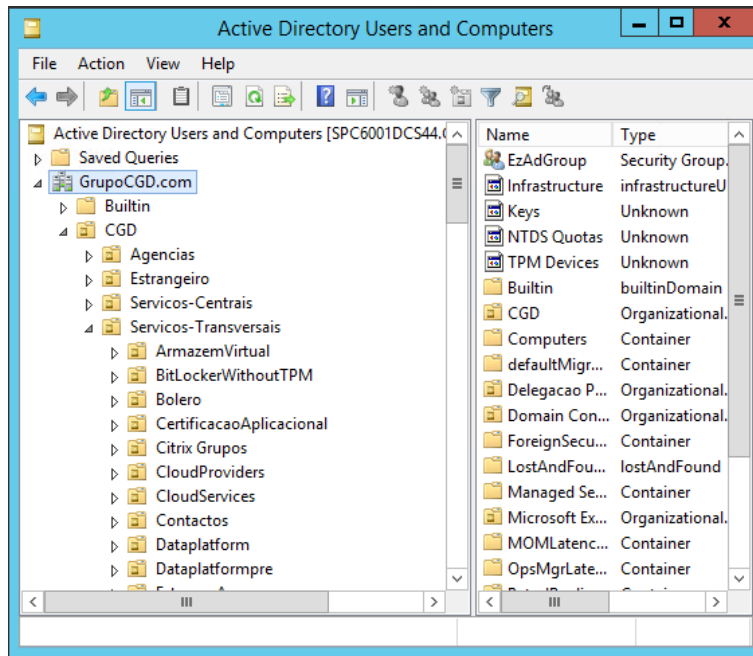 Active Directory Users and Computers
File Action View Help
Active Directory Users and Computers [SPC6001DCS44.
Saved Queries
GrupoCGD.com
Builtin
CGD
Agencias
Estrangeiro
Servicos-Centrais
Servicos-Transversais
ArmazemVirtual
BitLockerWithoutTPM
Bolero
CertificacaoAplicacional
Citrix Grupos
CloudProviders
CloudServices
Contactos
Dataplatform
Dataplatformpre
Name Type
EzAdGroup Security Group.
Infrastructure infrastructureU
Keys Unknown
NTDS Quotas Unknown
TPM Devices Unknown
Builtin builtinDomain
CGD Organizational.
Computers Container
defaultMigr... Container
Delegacao P... Organizational.
Domain Con... Organizational.
ForeignSecu... Container
LostAndFou... lostAndFound
Managed Se... Container
Microsoft Ex... Organizational.
MOMLatenc... Container
OpsMgrLate... Container